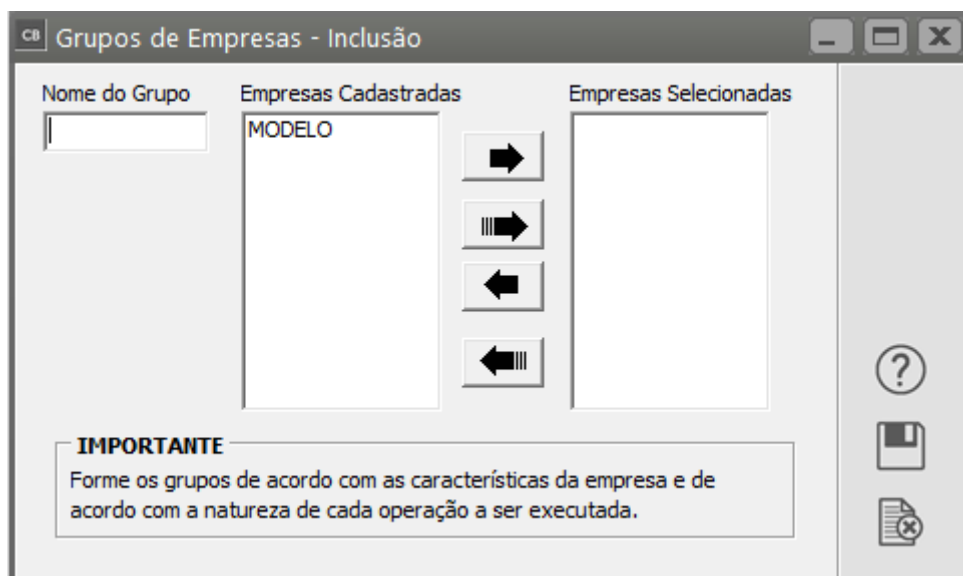 CB Grupos de Empresas - Inclusão
Nome do Grupo
Empresas Cadastradas
Empresas Selecionadas
MODELO
IMPORTANTE
Forme os grupos de acordo com as características da empresa e de
acordo com a natureza de cada operação a ser executada.